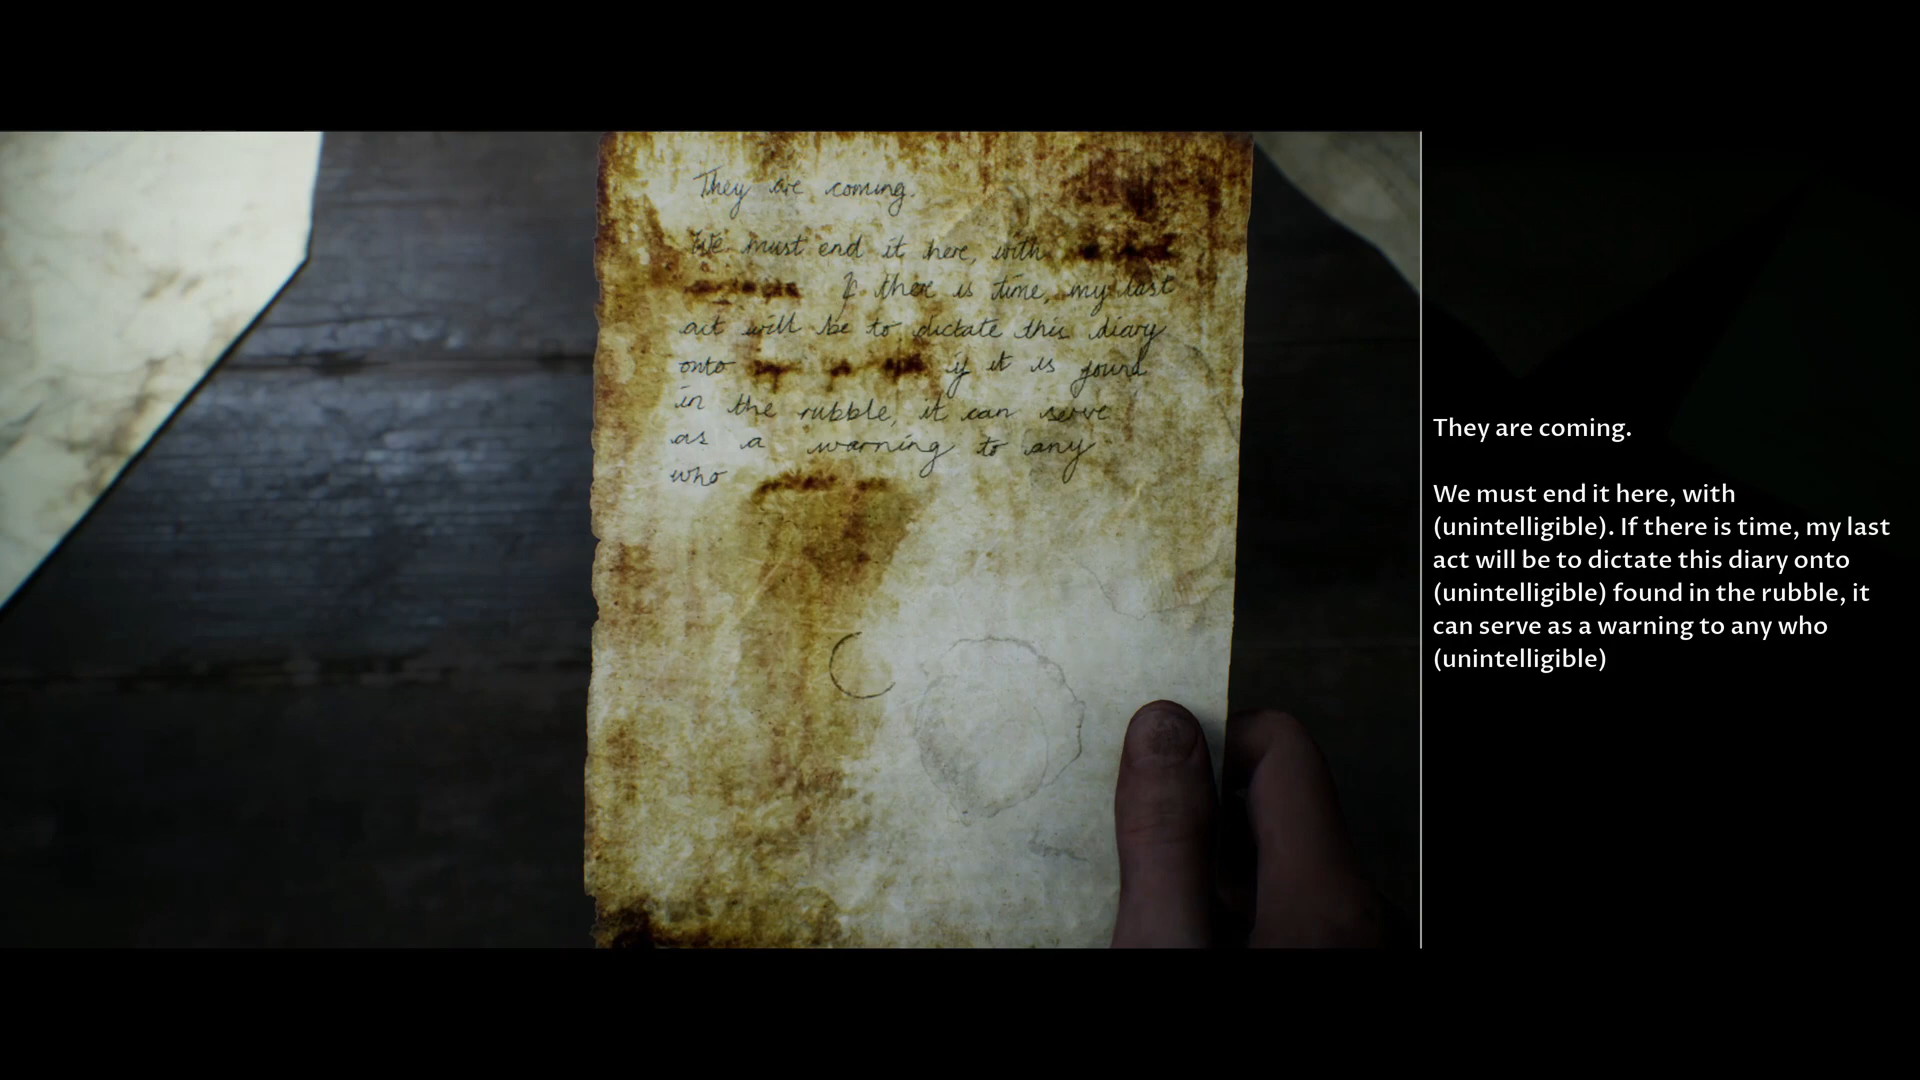 They are coming.
We must end it here, with
If there is time, my last
act will be to dictate this diary
onto if it is found
in the rubble, it can serve
as a warning to any
who
They are coming.
We must end it here, with
(unintelligible). If there is time, my last
act will be to dictate this diary onto
(unintelligible) found in the rubble, it
can serve as a warning to any who
(unintelligible)